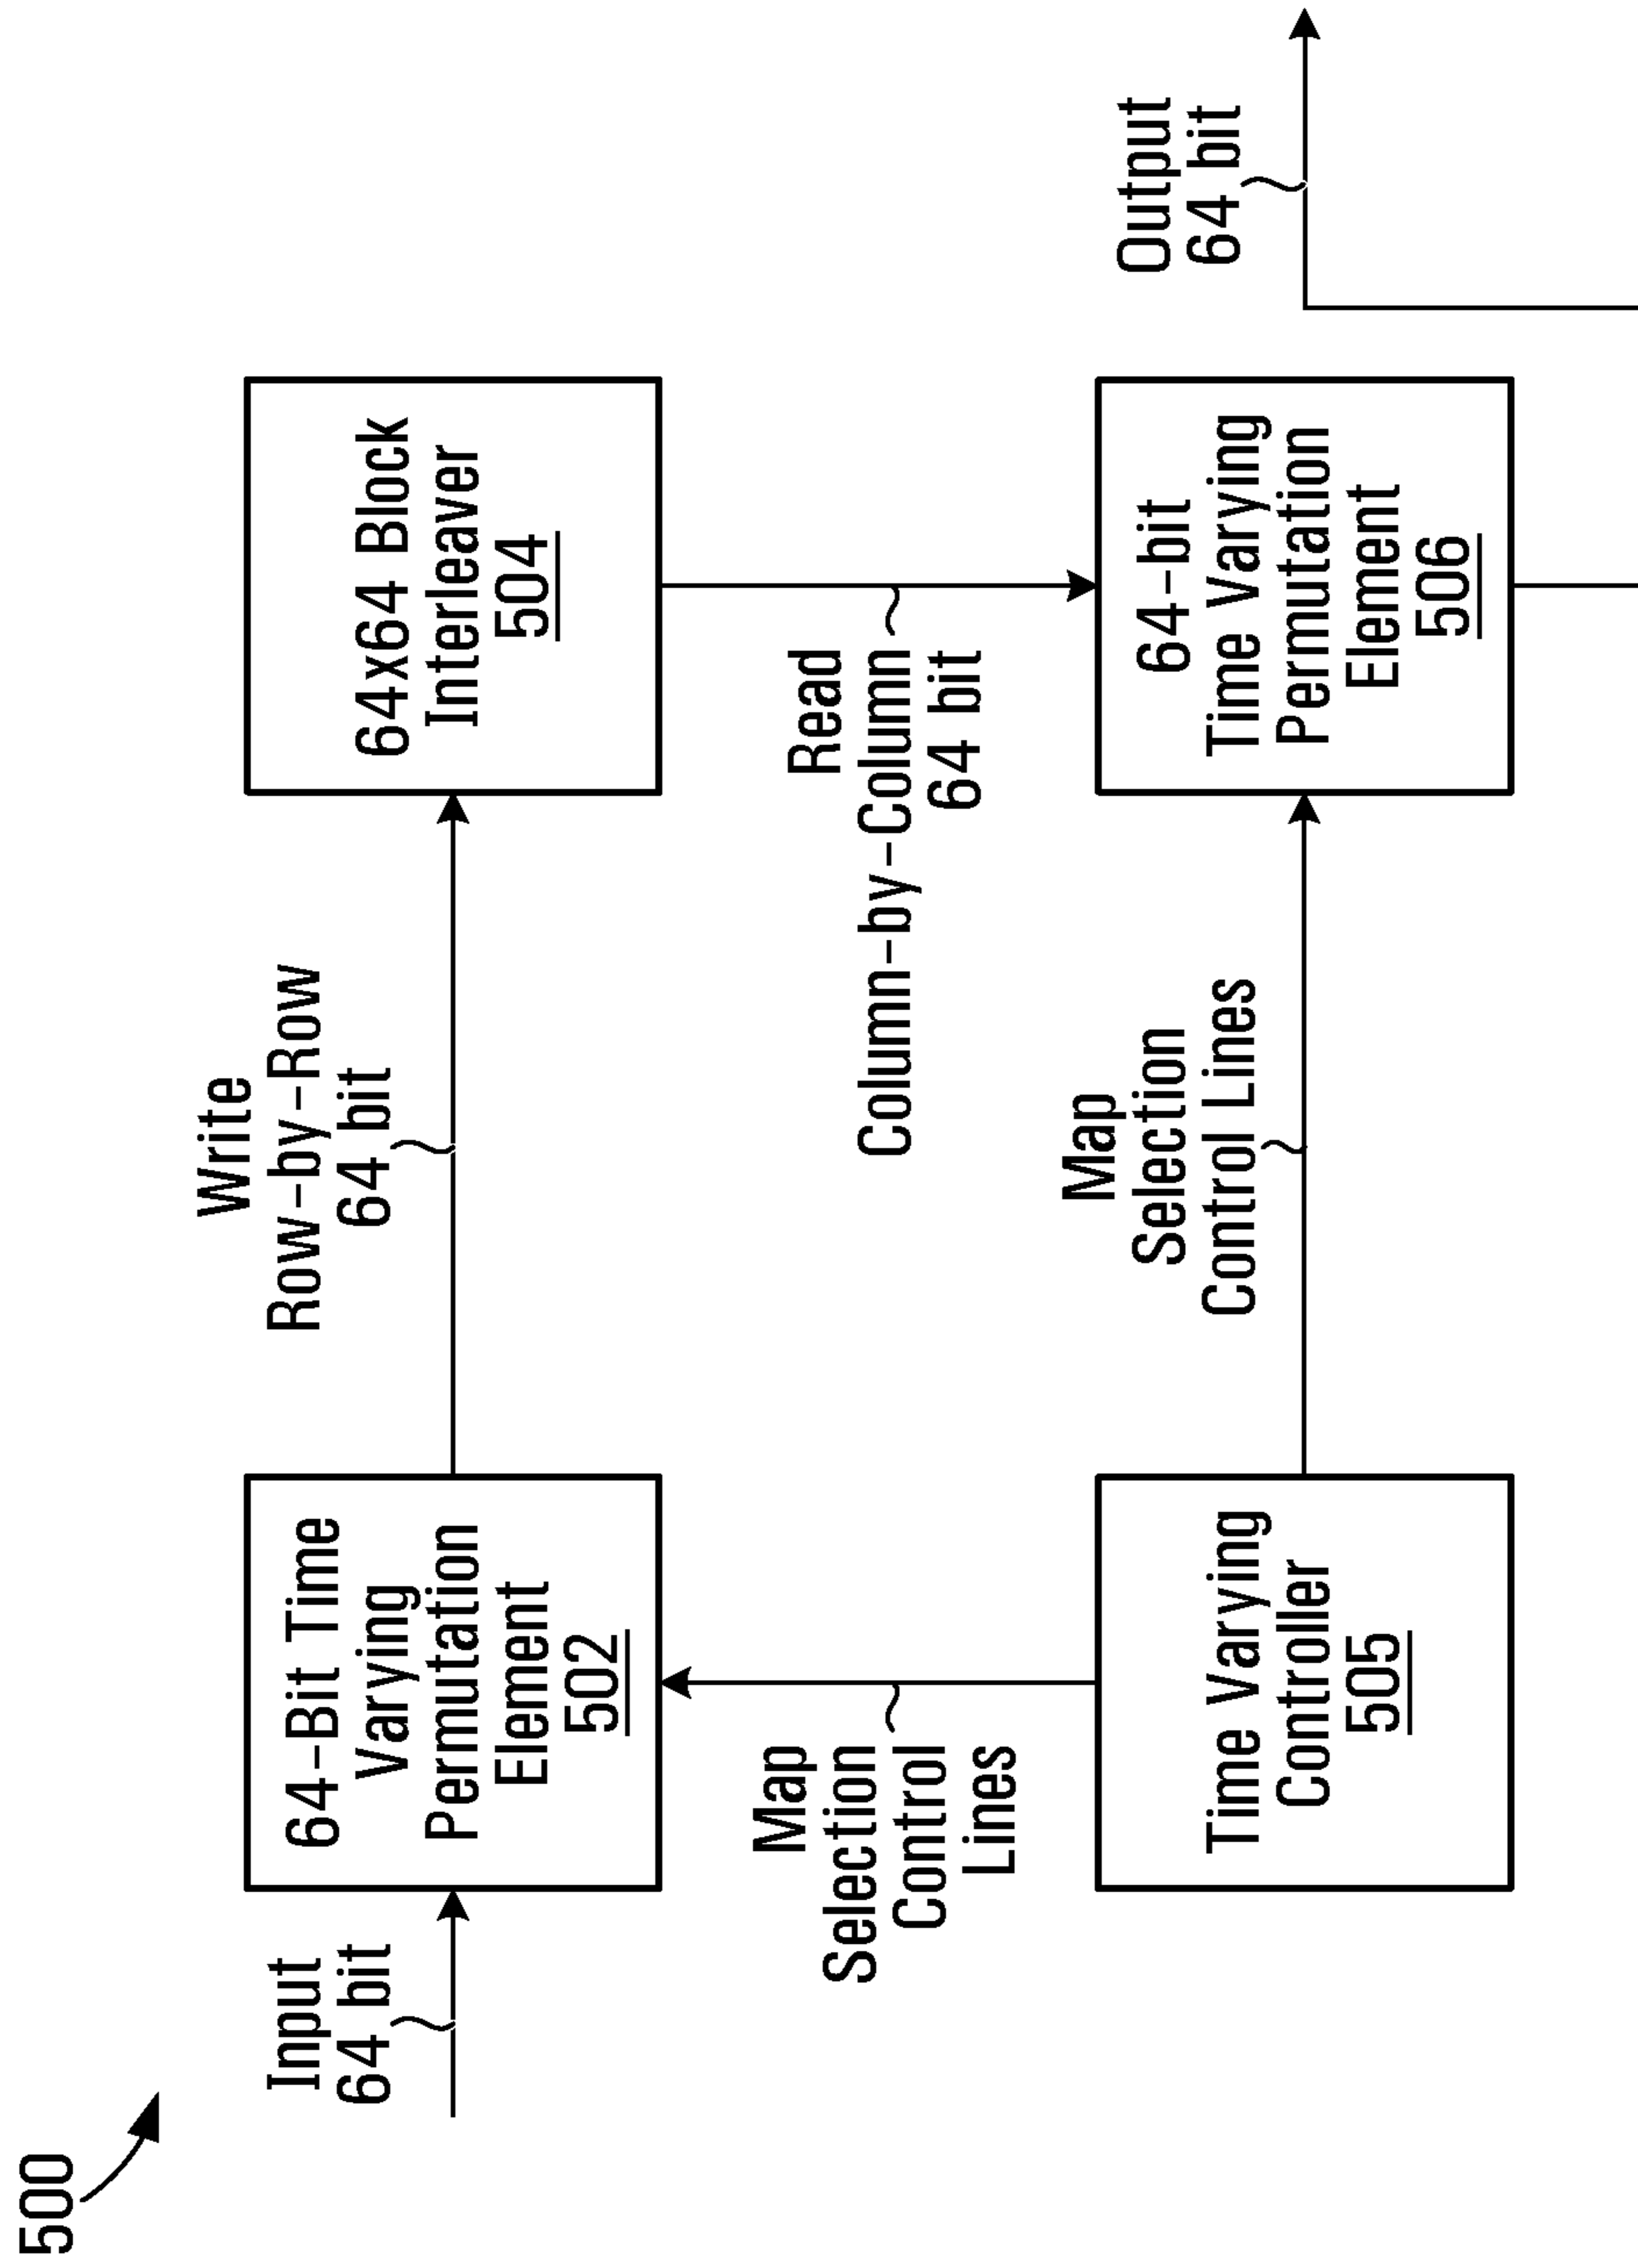 500
Input
64 bit
64-Bit Time
Varying
Permutation
Element
502
Write
Row-by-Row
64 bit
64x64 Block
Interleaver
504
Map
Selection
Control
Lines
Read
Column-by-Column
64 bit
Time Varying
Controller
505
Map
Selection
Control Lines
64-bit
Time Varying
Permutation
Element
506
Output
64 bit